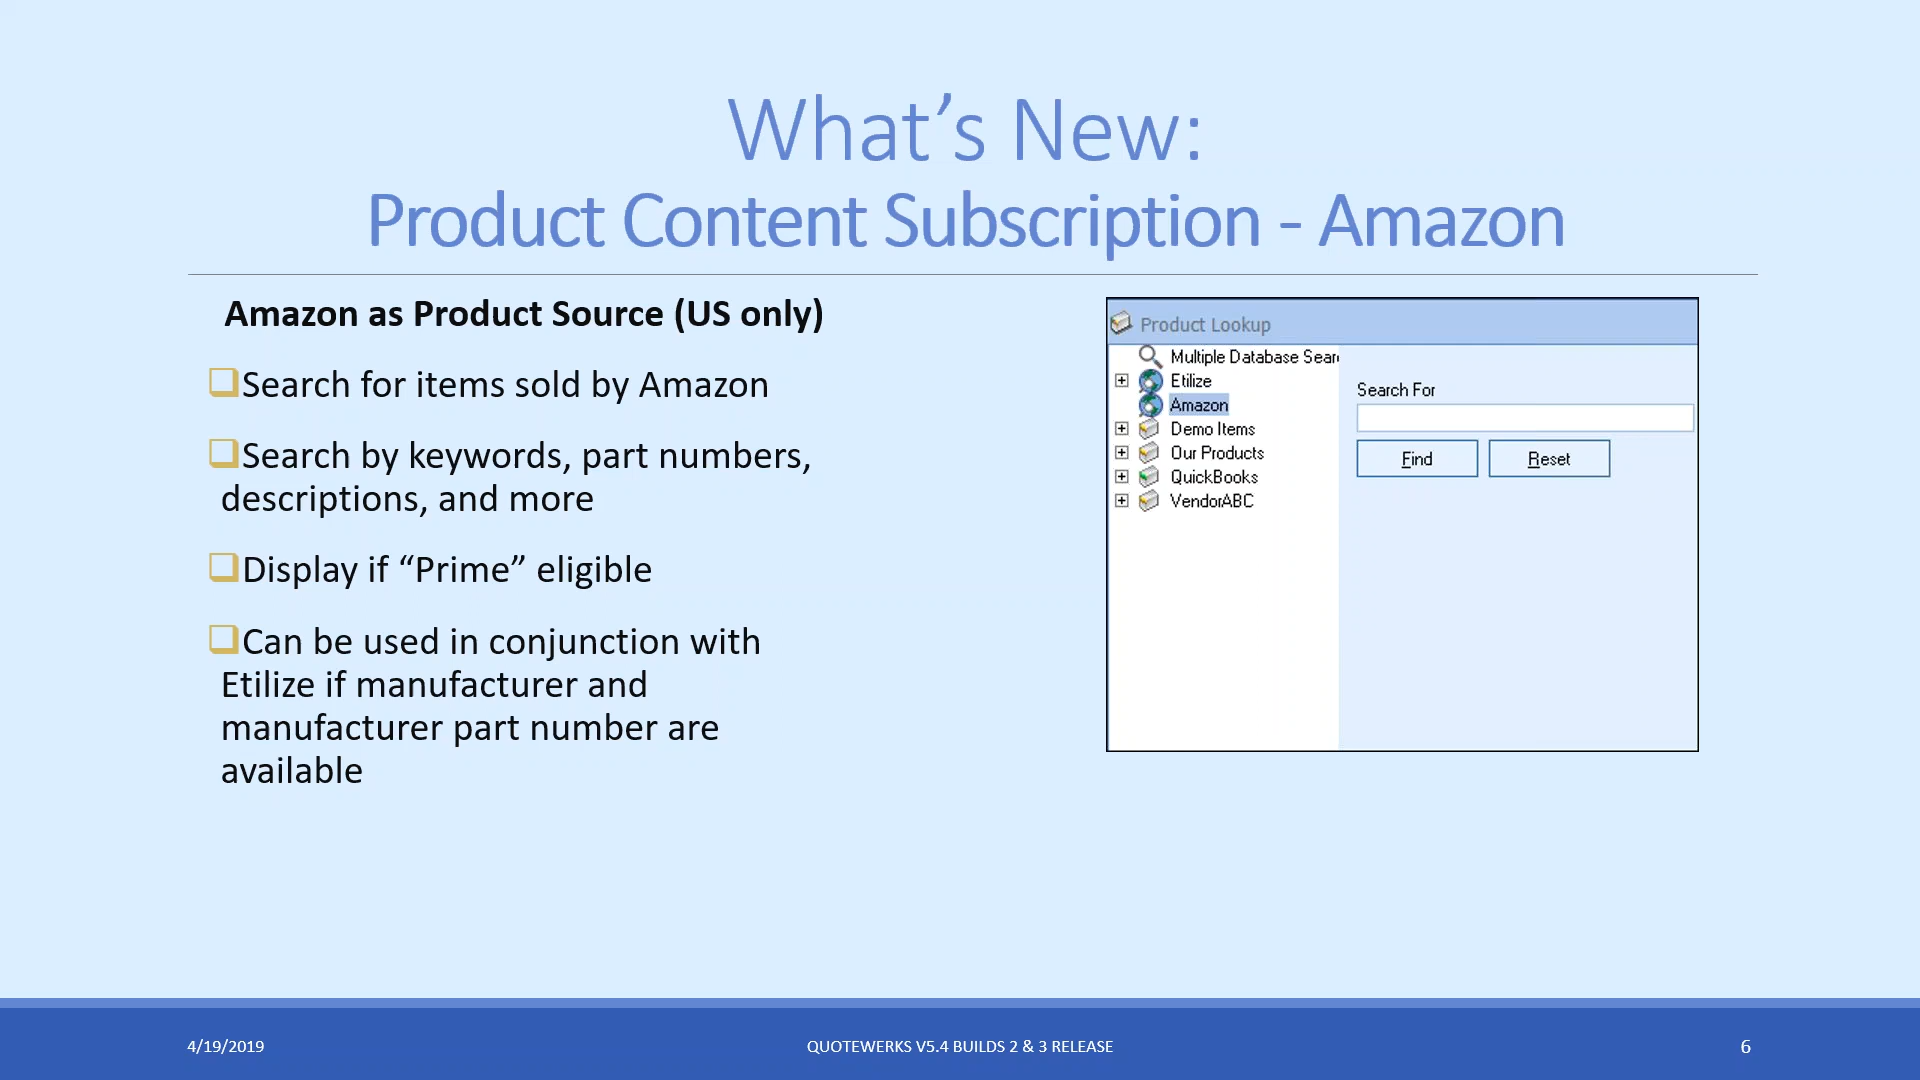 What’s New:
Product Content Subscription - Amazon
Amazon as Product Source (US only)
Search for items sold by Amazon
Search by keywords, part numbers,
descriptions, and more
Display if “Prime” eligible
Can be used in conjunction with
Etilize if manufacturer and
manufacturer part number are
available
Product Lookup
Multiple Database Sear
Etilize
Amazon
Demo Items
Our Products
QuickBooks
VendorABC
Search For
Find Reset
4/19/2019 QUOTEWERKS V5.4 BUILDS 2 & 3 RELEASE 6